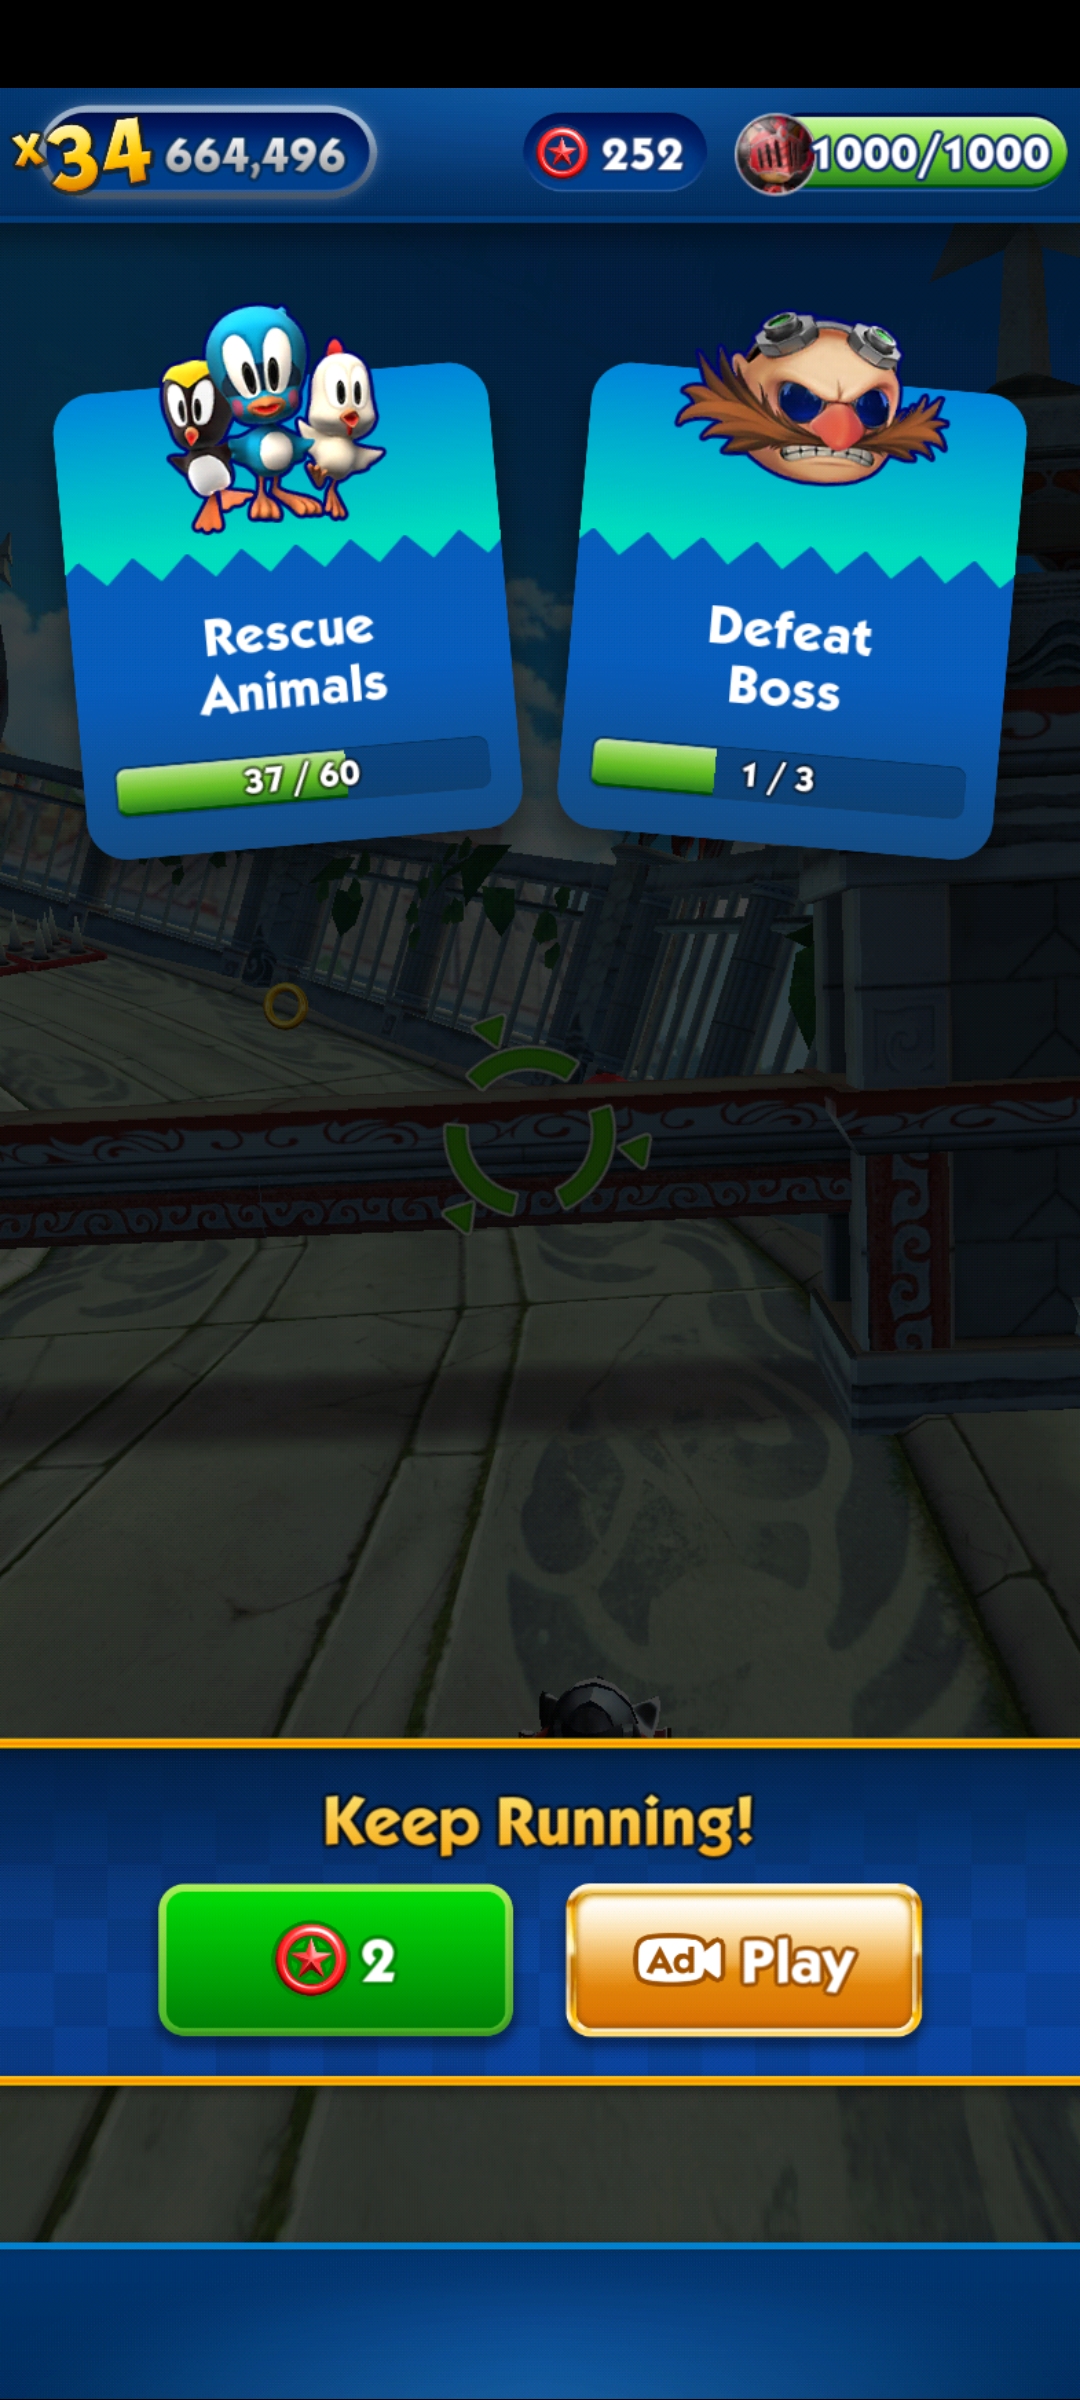 x34 664,496
252
1000/1000
Rescue
Animals
37 / 60
Defeat
Boss
1 / 3
Keep Running!
2
Ad Play